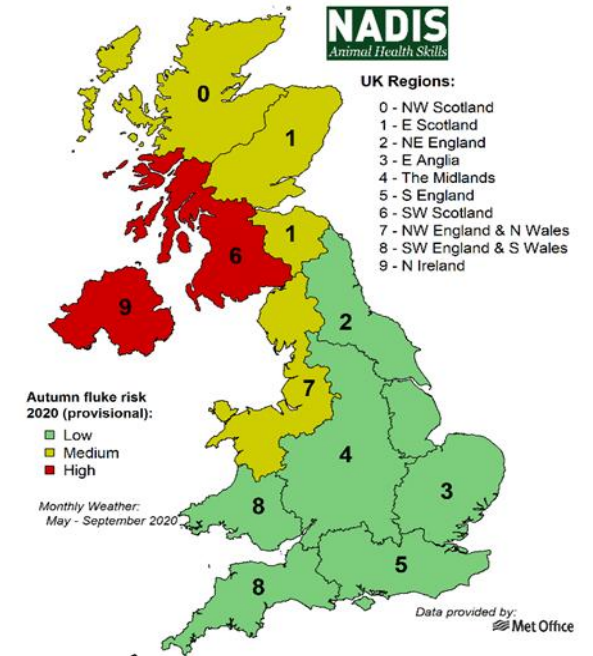 NADIS
Animal Health Skills
UK Regions:
0 - NW Scotland
1 - E Scotland
2 - NE England
3 - E Anglia
4 - The Midlands
5 - S England
6 - SW Scotland
7 - NW England & N Wales
8 - SW England & S Wales
9 - N Ireland
0
1
1
6
9
2
7
4
3
8
5
8
Autumn fluke risk
2020 (provisional):
Low
Medium
High
Monthly Weather:
May - September 2020
Data provided by:
Met Office